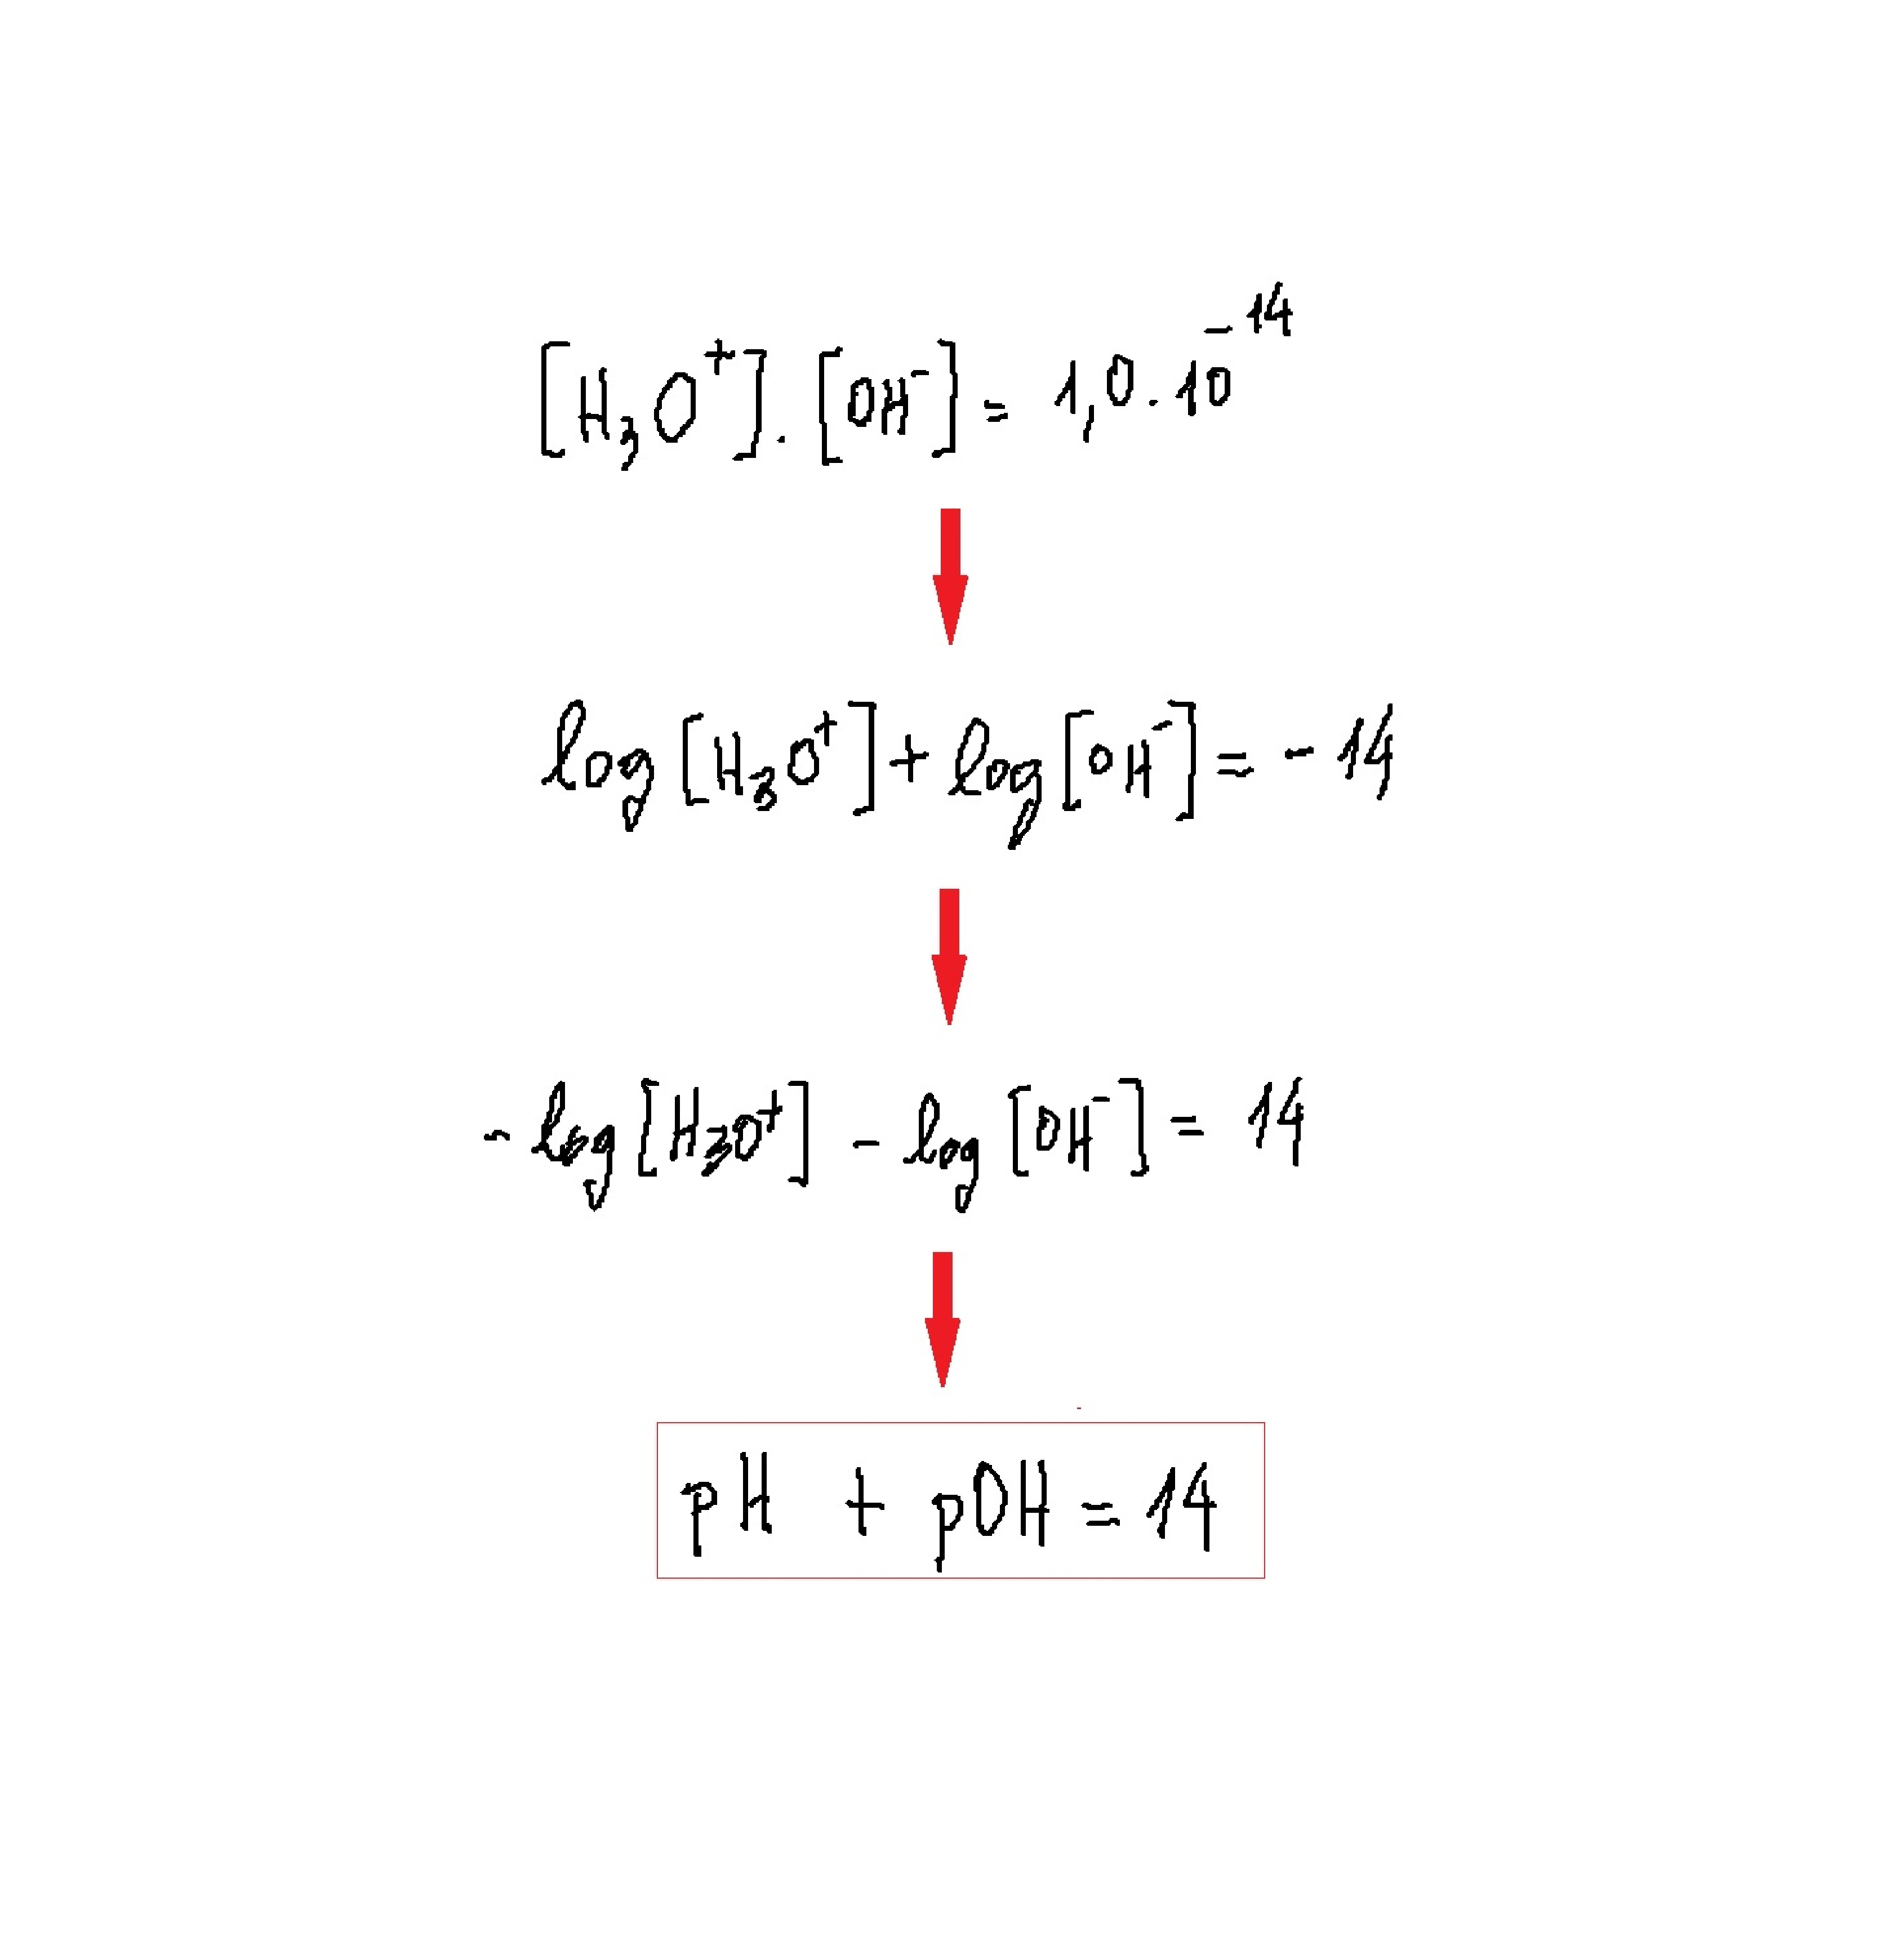 [H₃O⁺]. [OH⁻] = 1,0 . 10⁻¹⁴
log [H₃O⁺] + log [OH⁻] = - 14
- log [H₃O⁺] - log [OH⁻] = 14
pH + pOH = 14